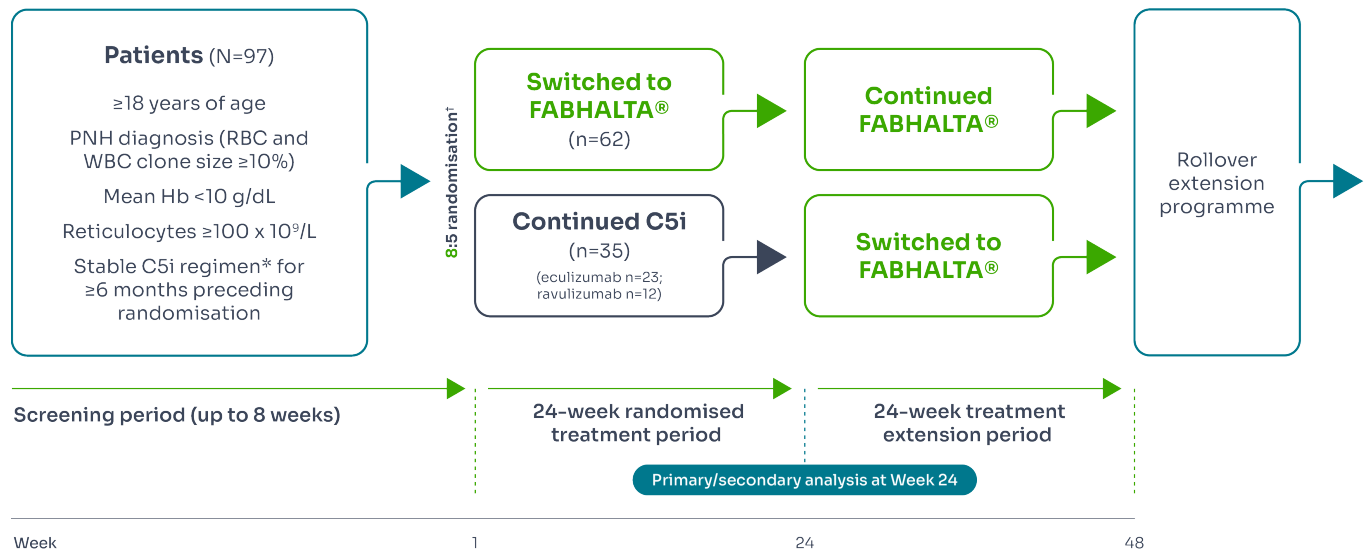 Patients (N=97)
≥18 years of age
PNH diagnosis (RBC and
WBC clone size ≥10%)
Mean Hb <10 g/dL
Reticulocytes ≥100 x 10⁹/L
Stable C5i regimen* for
≥6 months preceding
randomisation
8:5 randomisation†
Switched to
FABHALTA®
(n=62)
Continued
FABHALTA®
Continued C5i
(n=35)
(eculizumab n=23;
ravulizumab n=12)
Switched to
FABHALTA®
Rollover
extension
programme
Screening period (up to 8 weeks)
24-week randomised
treatment period
24-week treatment
extension period
Primary/secondary analysis at Week 24
Week 1 24 48